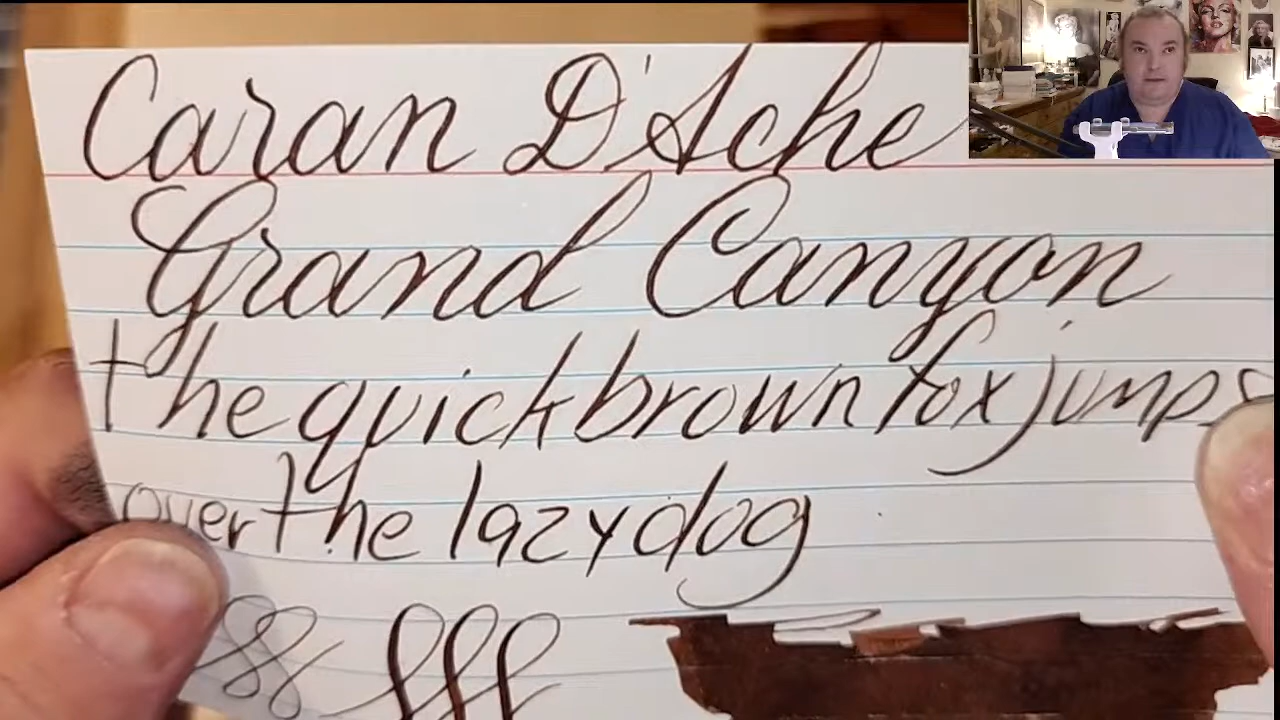 Caran D'Ache
Grand Canyon
the quick brown fox jumps
over the lazy dog